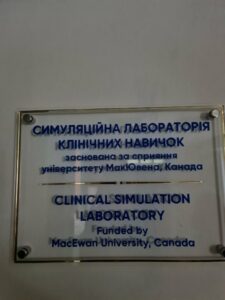 СИМУЛЯЦІЙНА ЛАБОРАТОРІЯ
КЛІНІЧНИХ НАВИЧОК
заснована за сприяння
університету МакЮвена, Канада
CLINICAL SIMULATION
LABORATORY
Funded by
MacEwan University, Canada